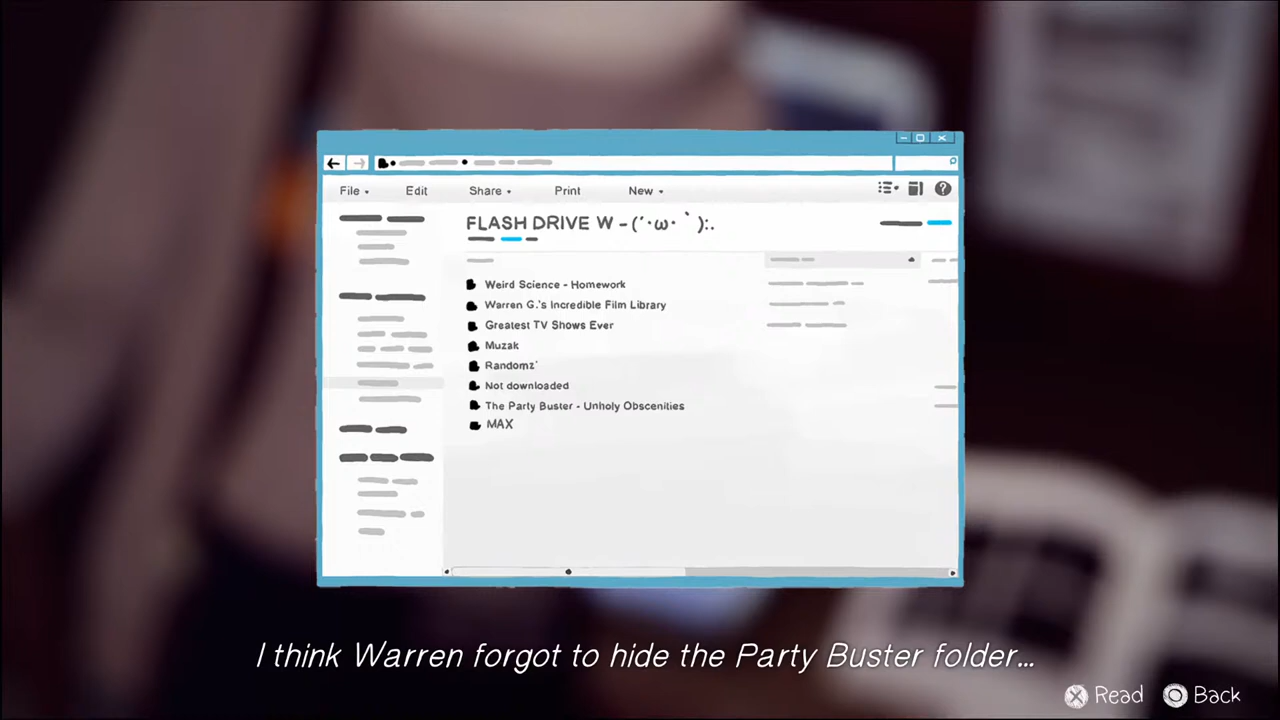 File Edit Share Print New
FLASH DRIVE W - (´･ω･`):.
Weird Science - Homework
Warren G.'s Incredible Film Library
Greatest TV Shows Ever
Muzak
Randomz'
Not downloaded
The Party Buster - Unholy Obscenities
MAX
I think Warren forgot to hide the Party Buster folder...
Read Back